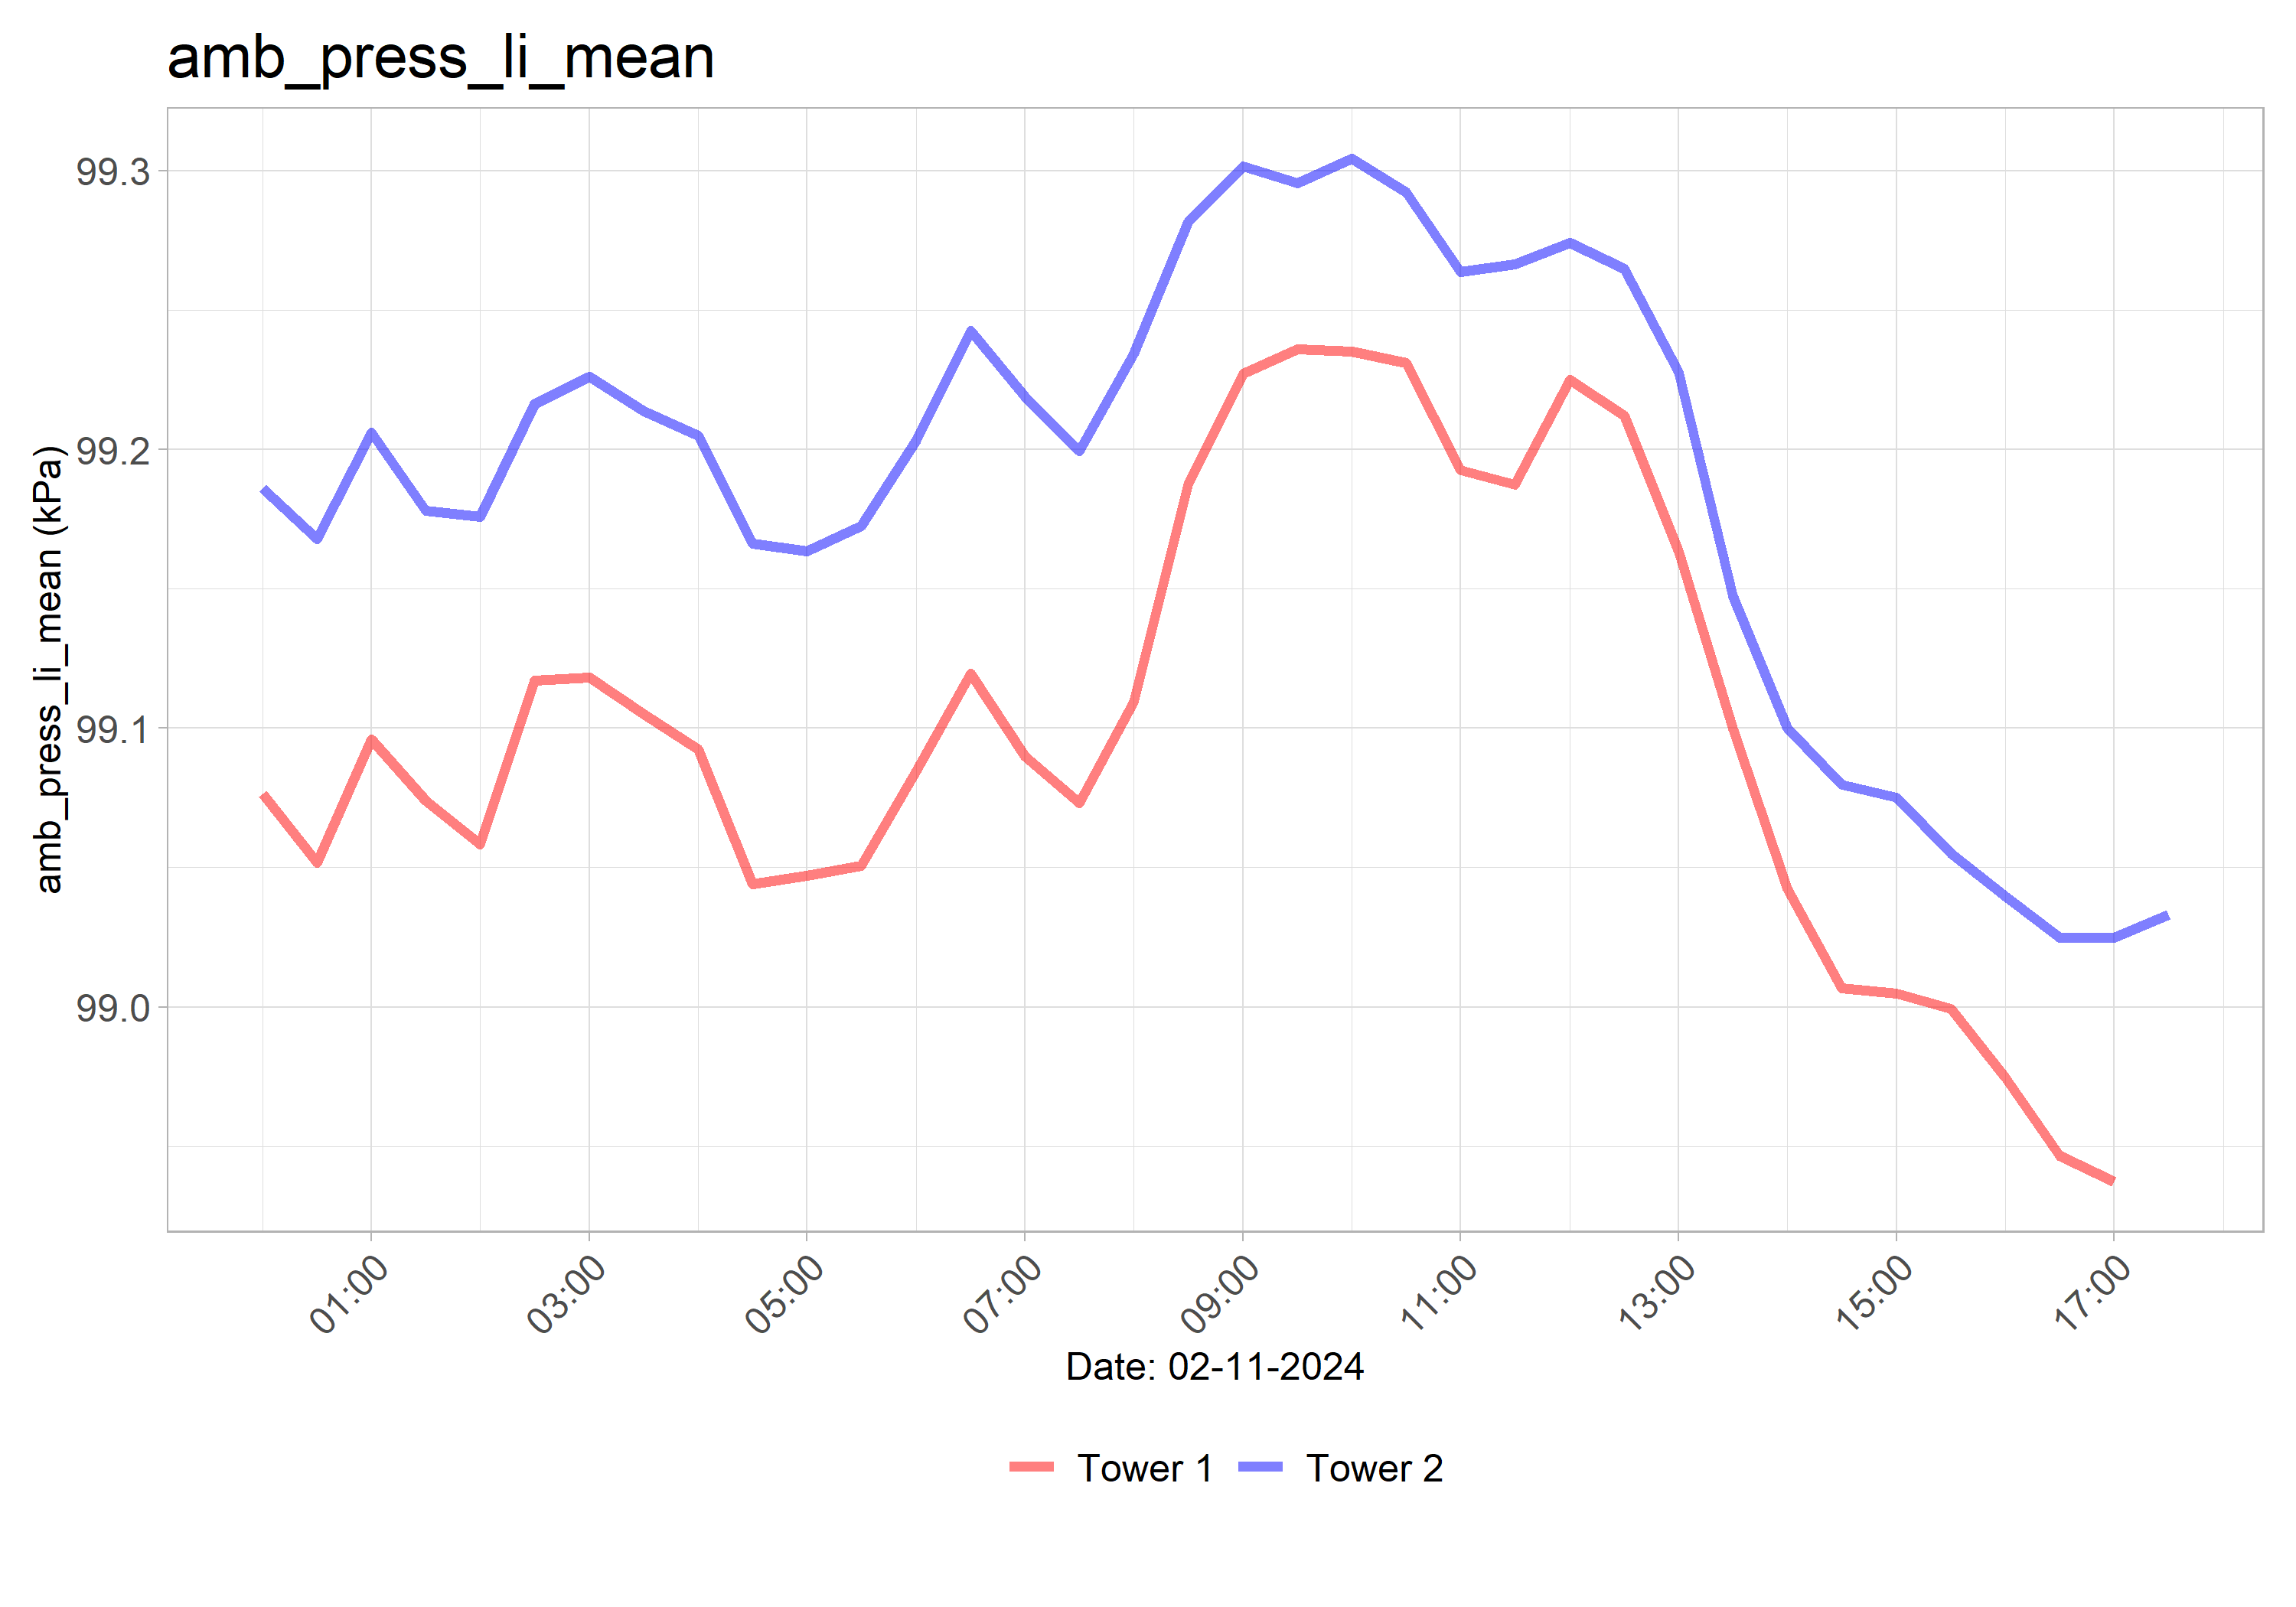 amb_press_li_mean
amb_press_li_mean (kPa)
99.3
99.2
99.1
99.0
01:00 03:00 05:00 07:00 09:00 11:00 13:00 15:00 17:00
Date: 02-11-2024
Tower 1 Tower 2